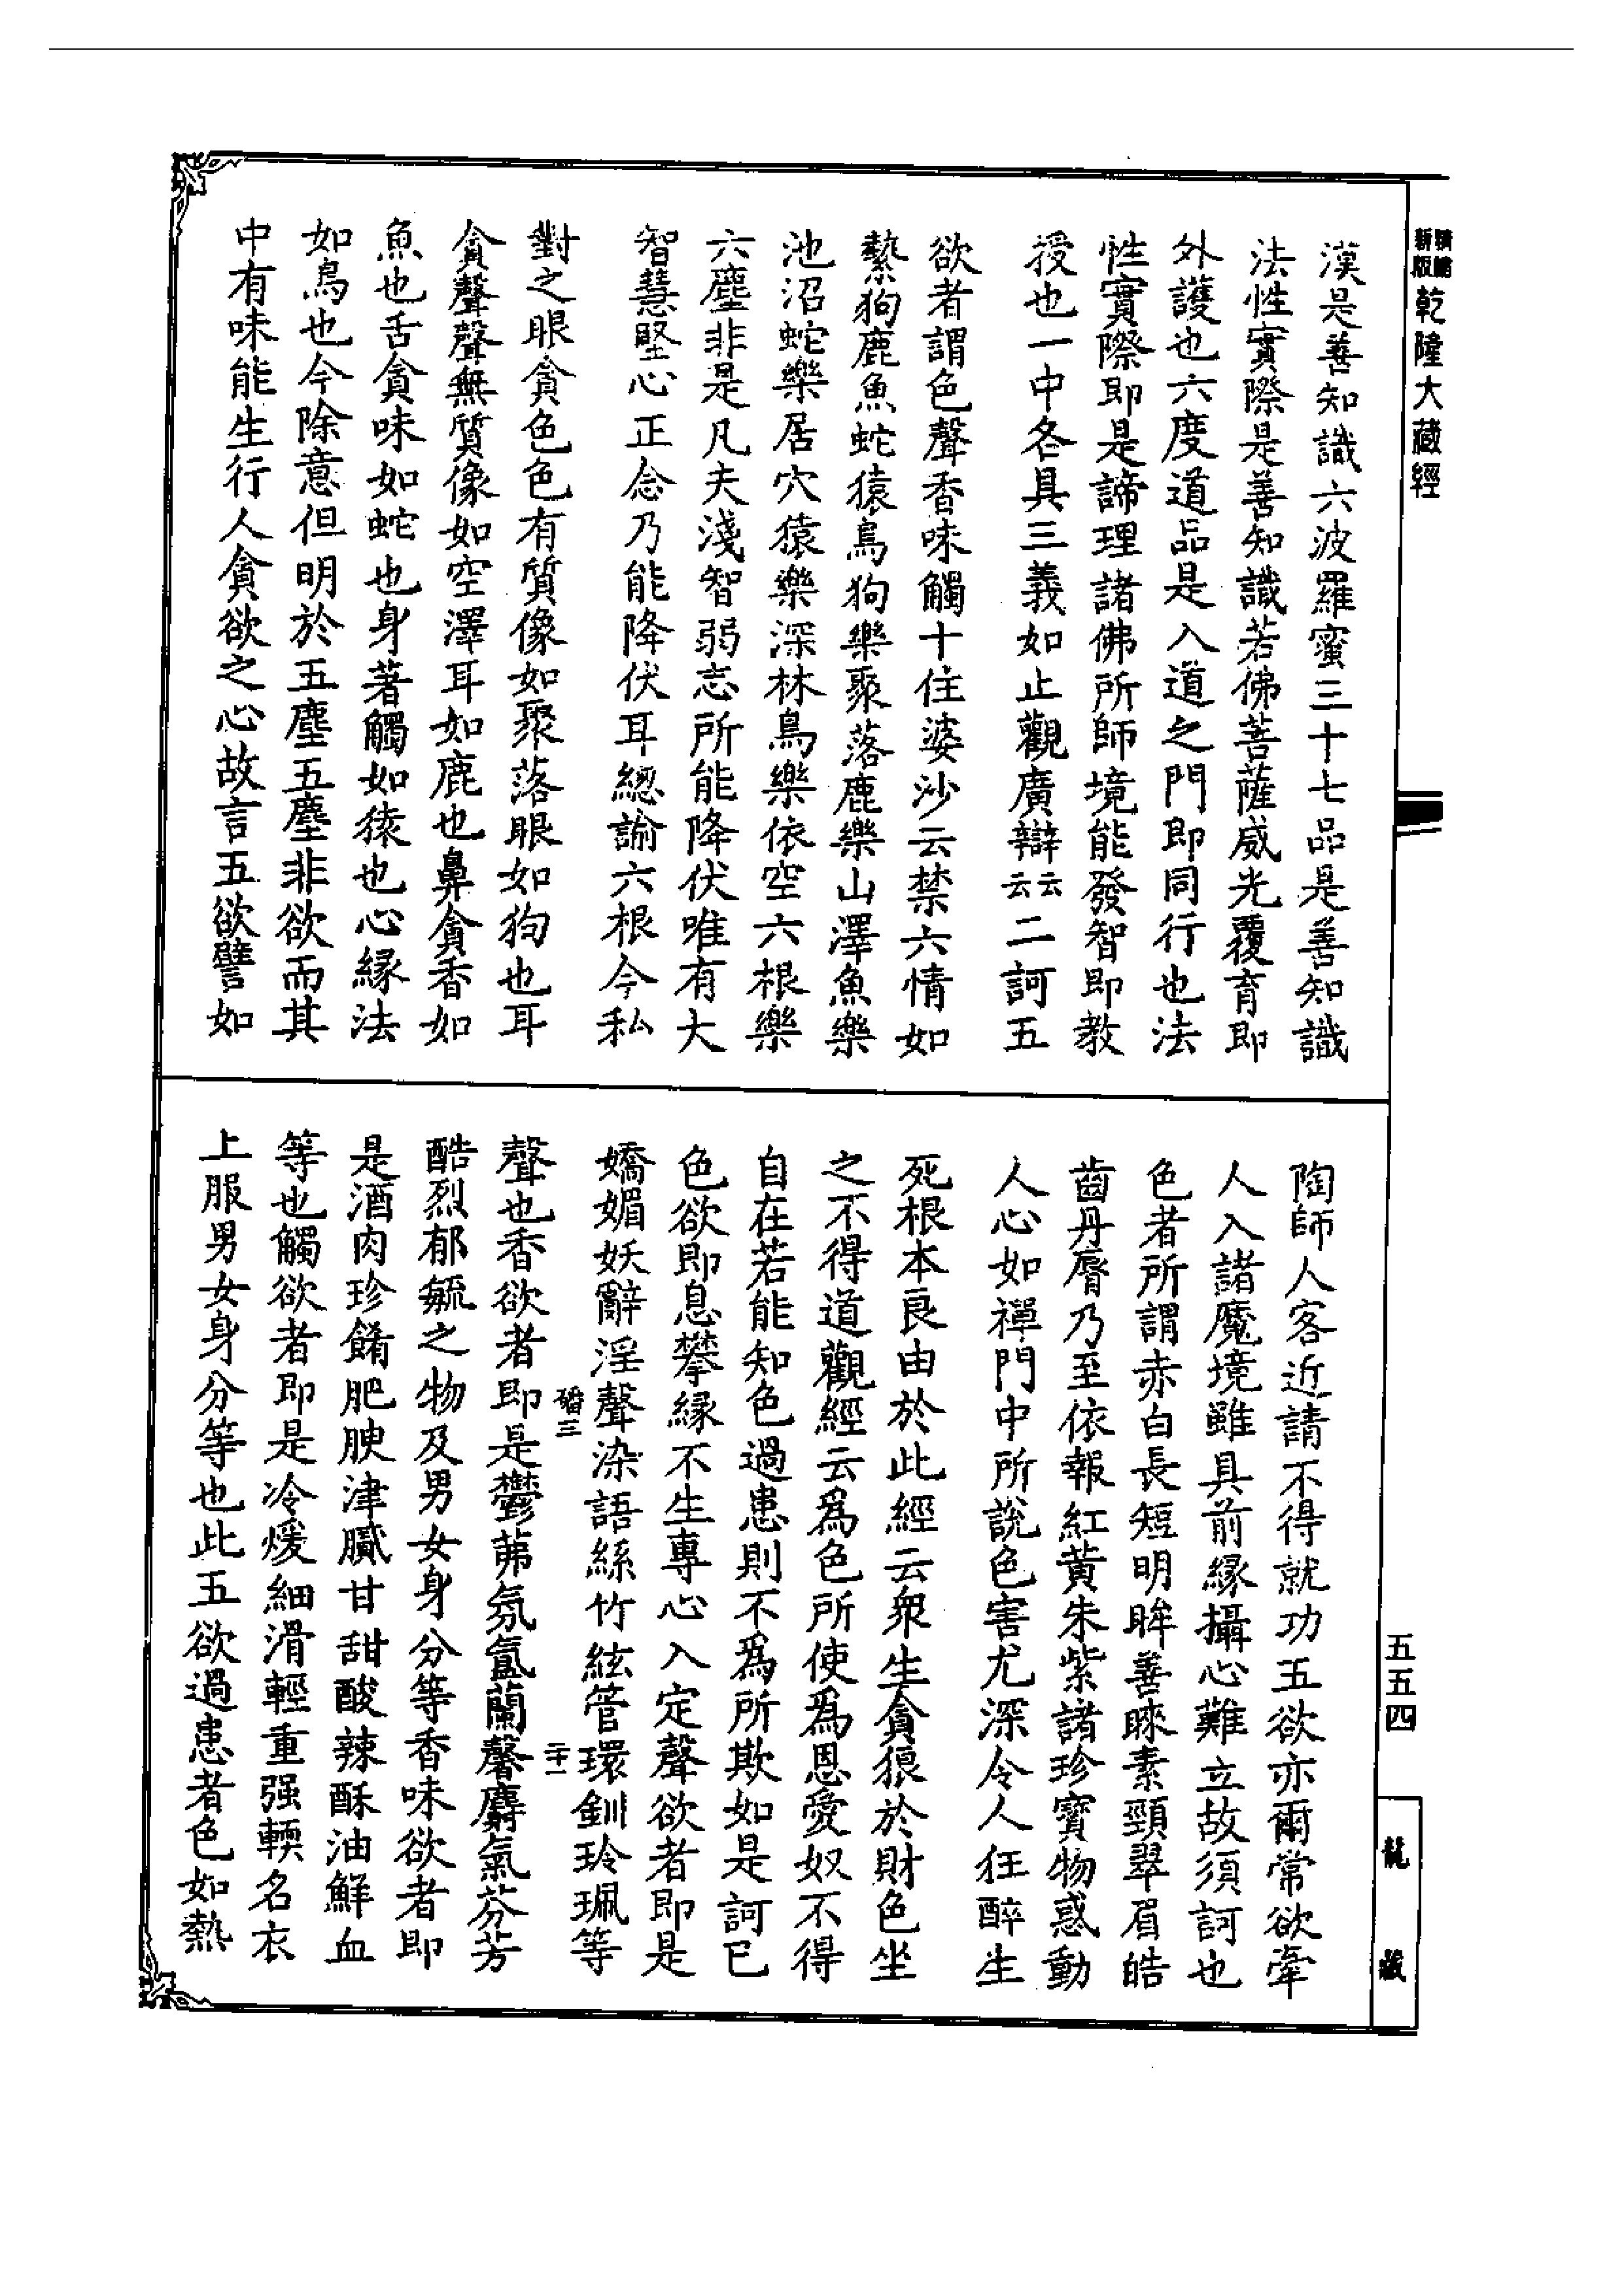 乾隆大藏經
漢是善知識六波羅蜜三十七品是善知識
法性實際是善知識若佛菩薩威光覆育即
外護也六度道品是入道之門即同行也法
性實際即是諦理諸佛所師境能發智即教
授也一中各具三義如止觀廣辯云云二訶五
欲者謂色聲香味觸十住婆沙云禁六情如
繫狗鹿魚蛇猿鳥狗樂聚落鹿樂山澤魚樂
池沼蛇樂居穴猿樂深林鳥樂依空六根樂
六塵非是凡夫淺智弱志所能降伏唯有大
智慧堅心正念乃能降伏耳總諭六根今私
對之眼貪色色有質像如聚落眼如狗也耳
貪聲聲無質像如空澤耳如鹿也鼻貪香如
魚也舌貪味如蛇也身著觸如猿也心緣法
如鳥也今除意但明於五塵五塵非欲而其
中有味能生行人貪欲之心故言五欲譬如
陶師人客近請不得就功五欲亦爾常欲牽
人入諸魔境雖具前緣攝心難立故須訶也
色者所謂赤白長短明眸善睞素頸翠眉皓
齒丹脣乃至依報紅黃朱紫諸珍寶物惑動
人心如禪門中所說色害尤深令人狂醉生
死根本良由於此經云衆生貪狼於財色坐
之不得道觀經云爲色所使爲恩愛奴不得
自在若能知色過患則不爲所欺如是訶已
色欲即息攀緣不生專心入定聲欲者即是
嬌媚妖辭淫聲染語絲竹絃管環釧玲珮等
三 二十一
聲也香欲者即是鬱茀氛氳蘭馨麝氣芬芳
酷烈郁毓之物及男女身分等香味欲者即
是酒肉珍餚肥腴津膩甘甜酸辣酥油鮮血
等也觸欲者即是冷煖細滑輕重强輭名衣
上服男女身分等也此五欲過患者色如熱
五五四
龍藏